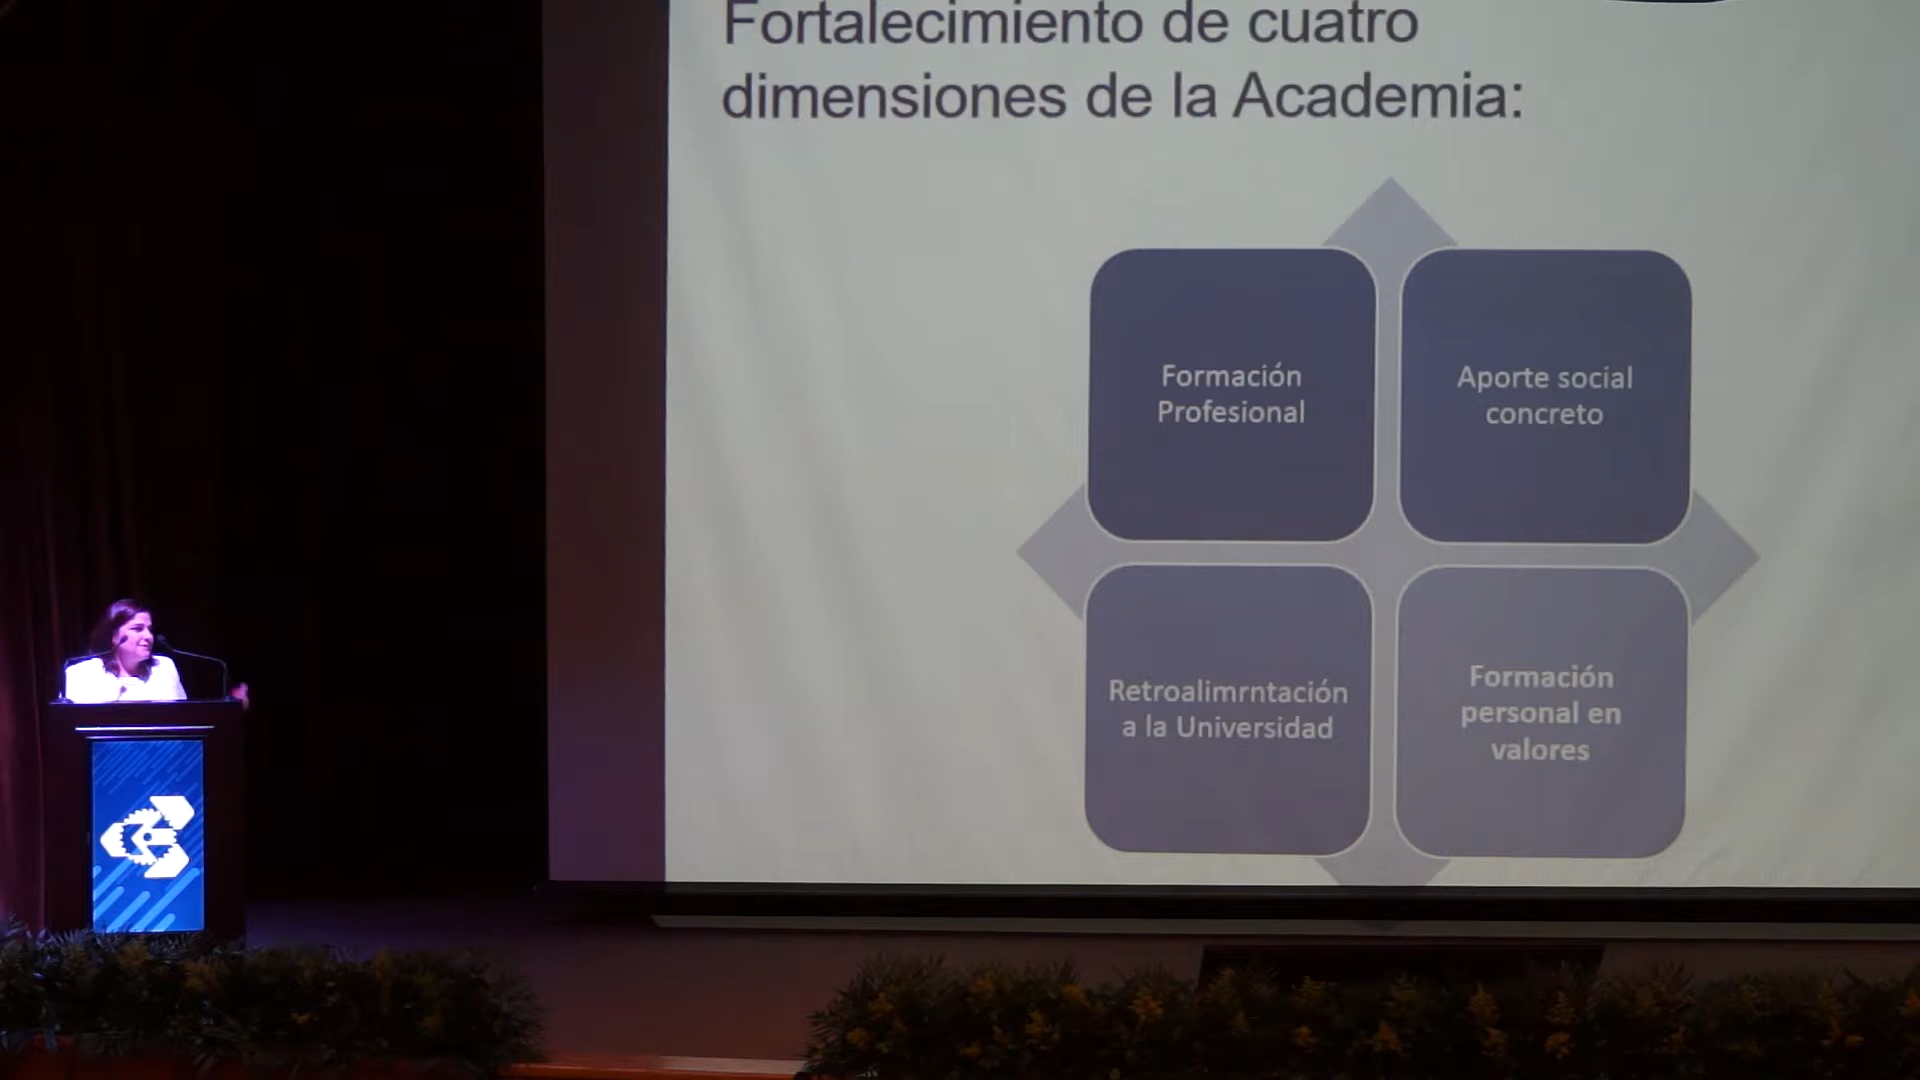 Fortalecimiento de cuatro
dimensiones de la Academia:
Formación
Profesional
Aporte social
concreto
Retroalimrntación
a la Universidad
Formación
personal en
valores